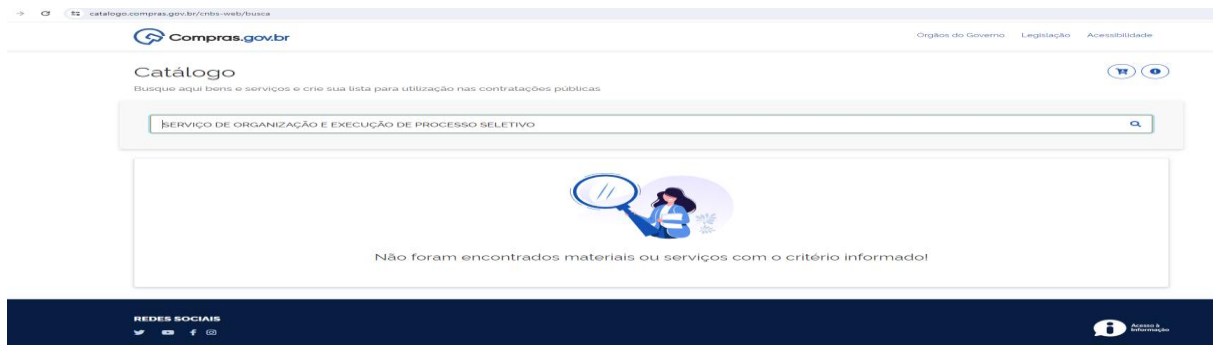 catalogo.compras.gov.br/cnbs-web/busca
Compras.gov.br
Orgãos do Governo Legislação Acessibilidade
Catálogo
Busque aqui bens e serviços e crie sua lista para utilização nas contratações públicas
SERVIÇO DE ORGANIZAÇÃO E EXECUÇÃO DE PROCESSO SELETIVO
Não foram encontrados materiais ou serviços com o critério informado!
REDES SOCIAIS
Acesso à
Informação